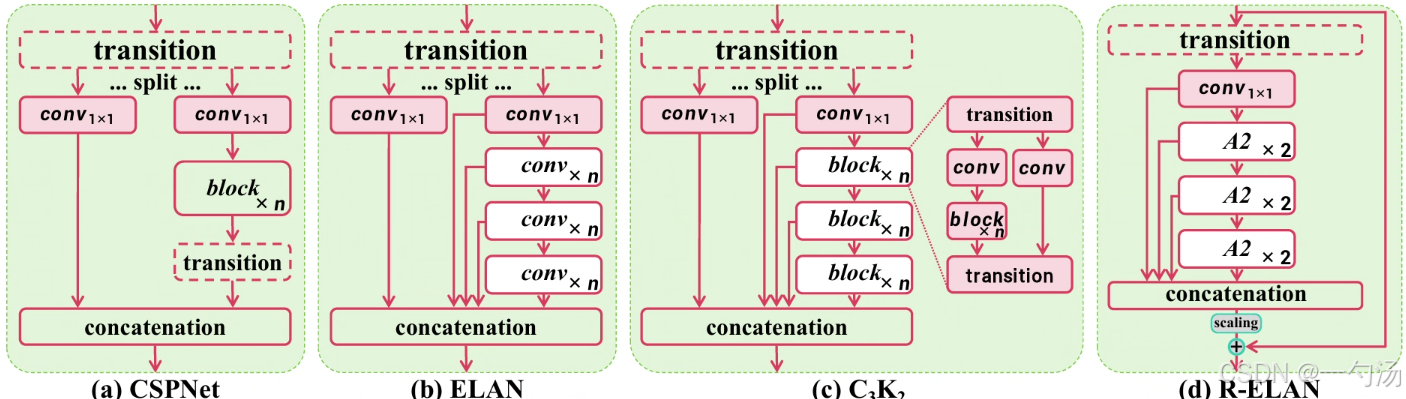 transition
... split ...
conv1×1
conv1×1
block× n
transition
concatenation
(a) CSPNet
transition
... split ...
conv1×1
conv1×1
conv× n
conv× n
conv× n
concatenation
(b) ELAN
transition
... split ...
conv1×1
conv1×1
block× n
block× n
block× n
concatenation
transition
conv
conv
block× n
transition
(c) C3K2
transition
conv1×1
A2 × 2
A2 × 2
A2 × 2
concatenation
scaling
+
(d) R-ELAN
CSDN @一勺汤